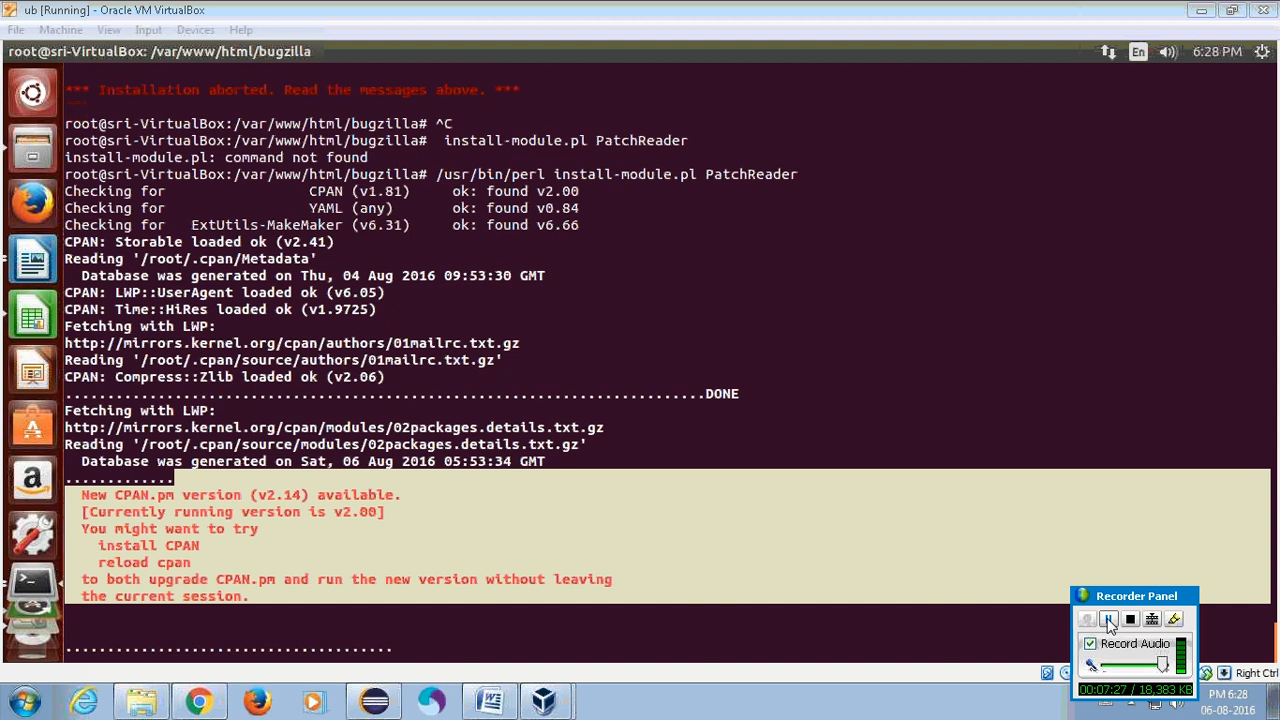 ub [Running] - Oracle VM VirtualBox
File Machine View Input Devices Help
root@sri-VirtualBox: /var/www/html/bugzilla
En
6:28 PM
*** Installation aborted. Read the messages above. ***
root@sri-VirtualBox:/var/www/html/bugzilla# ^C
root@sri-VirtualBox:/var/www/html/bugzilla#  install-module.pl PatchReader
install-module.pl: command not found
root@sri-VirtualBox:/var/www/html/bugzilla# /usr/bin/perl install-module.pl PatchReader
Checking for                 CPAN (v1.81)     ok: found v2.00
Checking for                 YAML (any)       ok: found v0.84
Checking for   ExtUtils-MakeMaker (v6.31)     ok: found v6.66
CPAN: Storable loaded ok (v2.41)
Reading '/root/.cpan/Metadata'
  Database was generated on Thu, 04 Aug 2016 09:53:30 GMT
CPAN: LWP::UserAgent loaded ok (v6.05)
CPAN: Time::HiRes loaded ok (v1.9725)
Fetching with LWP:
http://mirrors.kernel.org/cpan/authors/01mailrc.txt.gz
Reading '/root/.cpan/source/authors/01mailrc.txt.gz'
CPAN: Compress::Zlib loaded ok (v2.06)
............................................................................DONE
Fetching with LWP:
http://mirrors.kernel.org/cpan/modules/02packages.details.txt.gz
Reading '/root/.cpan/source/modules/02packages.details.txt.gz'
  Database was generated on Sat, 06 Aug 2016 05:53:34 GMT
.............
  New CPAN.pm version (v2.14) available.
  [Currently running version is v2.00]
  You might want to try
    install CPAN
    reload cpan
  to both upgrade CPAN.pm and run the new version without leaving
  the current session.
.......................................
Recorder Panel
Record Audio
00:07:27 / 18,383 KB
Right Ctrl
PM 6:28
06-08-2016